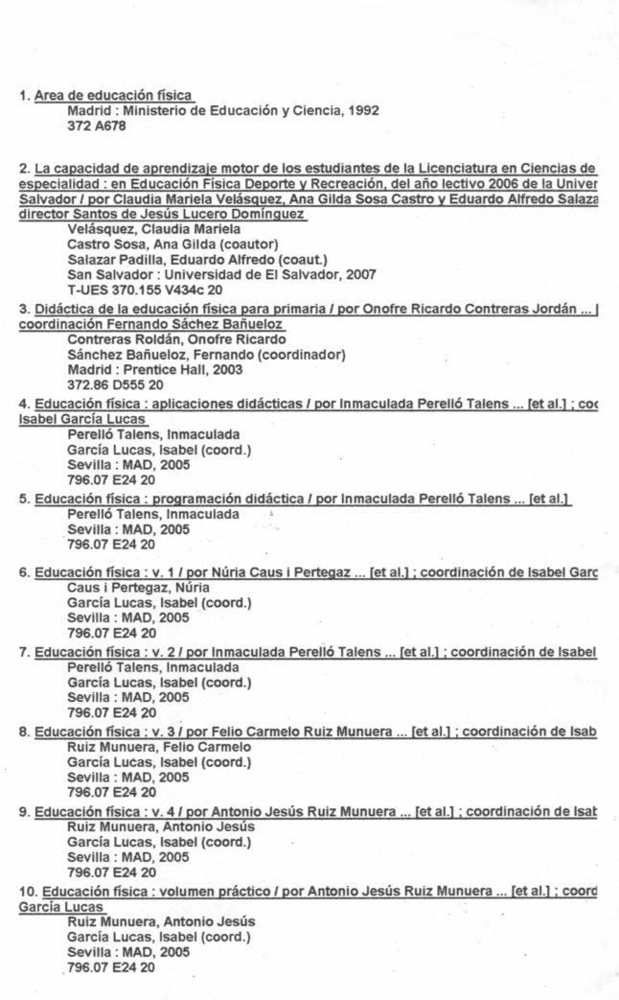 1. Area de educación física
Madrid : Ministerio de Educación y Ciencia, 1992
372 A678
2. La capacidad de aprendizaje motor de los estudiantes de la Licenciatura en Ciencias de
especialidad : en Educación Física Deporte y Recreación, del año lectivo 2006 de la Univer
Salvador / por Claudia Mariela Velásquez, Ana Gilda Sosa Castro y Eduardo Alfredo Salaza
director Santos de Jesús Lucero Domínguez
Velásquez, Claudia Mariela
Castro Sosa, Ana Gilda (coautor)
Salazar Padilla, Eduardo Alfredo (coaut.)
San Salvador : Universidad de El Salvador, 2007
T-UES 370.155 V434c 20
3. Didáctica de la educación física para primaria / por Onofre Ricardo Contreras Jordán ... [
coordinación Fernando Sáchez Bañueloz
Contreras Roldán, Onofre Ricardo
Sánchez Bañueloz, Fernando (coordinador)
Madrid : Prentice Hall, 2003
372.86 D555 20
4. Educación física : aplicaciones didácticas / por Inmaculada Perelló Talens ... [et al.] ; coo
Isabel García Lucas
Perelló Talens, Inmaculada
García Lucas, Isabel (coord.)
Sevilla : MAD, 2005
796.07 E24 20
5. Educación física : programación didáctica / por Inmaculada Perelló Talens ... [et al.]
Perelló Talens, Inmaculada
Sevilla : MAD, 2005
796.07 E24 20
6. Educación física : v. 1 / por Núria Caus i Pertegaz ... [et al.] ; coordinación de Isabel Garc
Caus i Pertegaz, Núria
García Lucas, Isabel (coord.)
Sevilla : MAD, 2005
796.07 E24 20
7. Educación física : v. 2 / por Inmaculada Perelló Talens ... [et al.] ; coordinación de Isabel
Perelló Talens, Inmaculada
García Lucas, Isabel (coord.)
Sevilla : MAD, 2005
796.07 E24 20
8. Educación física : v. 3 / por Felio Carmelo Ruiz Munuera ... [et al.] ; coordinación de Isab
Ruiz Munuera, Felio Carmelo
García Lucas, Isabel (coord.)
Sevilla : MAD, 2005
796.07 E24 20
9. Educación física : v. 4 / por Antonio Jesús Ruiz Munuera ... [et al.] ; coordinación de Isab
Ruiz Munuera, Antonio Jesús
García Lucas, Isabel (coord.)
Sevilla : MAD, 2005
796.07 E24 20
10. Educación física : volumen práctico / por Antonio Jesús Ruiz Munuera ... [et al.] ; coord
García Lucas
Ruiz Munuera, Antonio Jesús
García Lucas, Isabel (coord.)
Sevilla : MAD, 2005
796.07 E24 20